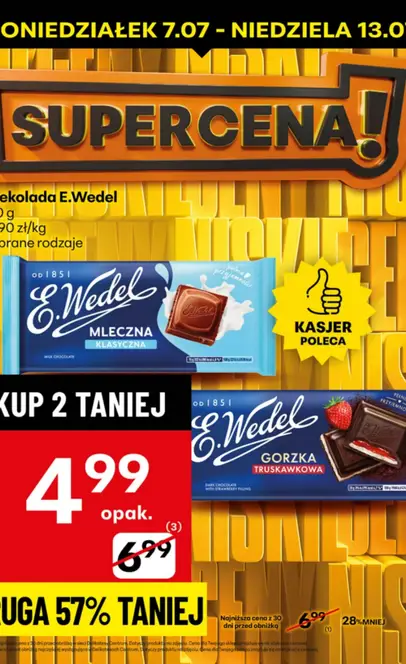 ONIEDZIAŁEK 7.07 - NIEDZIELA 13.0
SUPERCENA!
ekolada E.Wedel
0 g
90 zł/kg
brane rodzaje
OD 1851
E.Wedel
MLECZNA
KLASYCZNA
MILK CHOCOLATE
KASJER
POLECA
KUP 2 TANIEJ
4.99
opak.
(3)
6.99
OD 1851
E.Wedel
GORZKA
TRUSKAWKOWA
DARK CHOCOLATE
WITH STRAWBERRY FILLING
RUGA 57% TANIEJ
Najniższa cena z 30
dni przed obniżką
6.99
(1)
28%MNIEJ